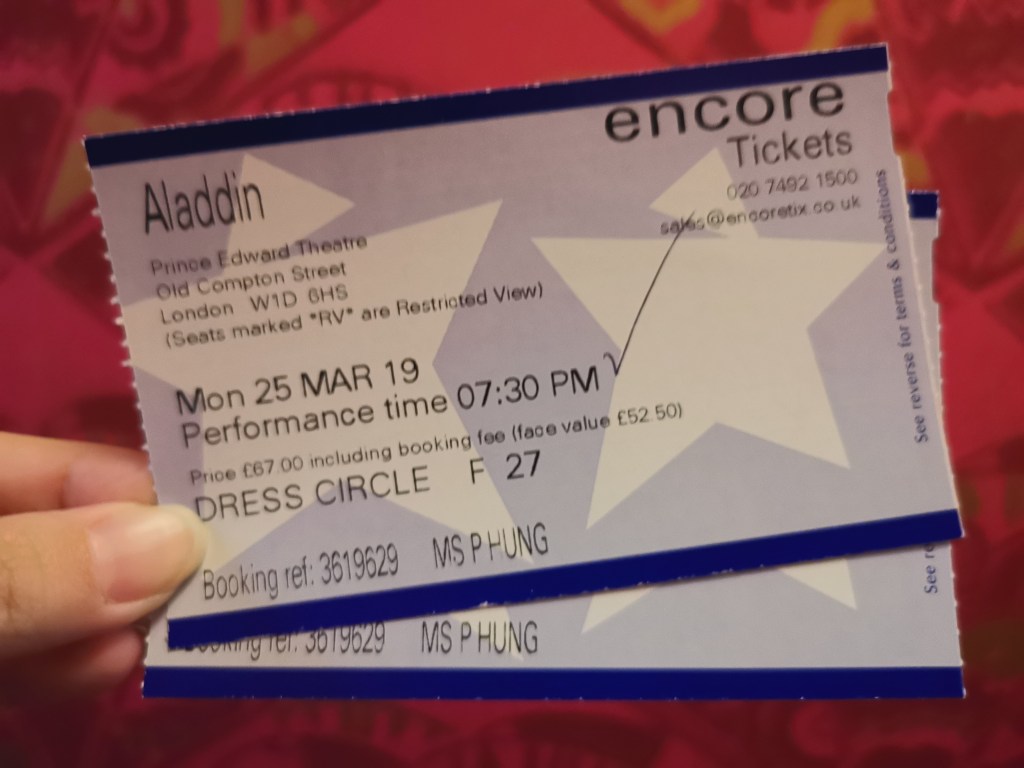 encore
Tickets
020 7492 1500
sales@encoretix.co.uk
Aladdin
Prince Edward Theatre
Old Compton Street
London W1D 6HS
(Seats marked "RV" are Restricted View)
Mon 25 MAR 19
Performance time 07:30 PM
Price £67.00 including booking fee (face value £52.50)
DRESS CIRCLE F 27
Booking ref: 3619629 MS P HUNG
See reverse for terms & conditions
Booking ref: 3619629 MS P HUNG
See re